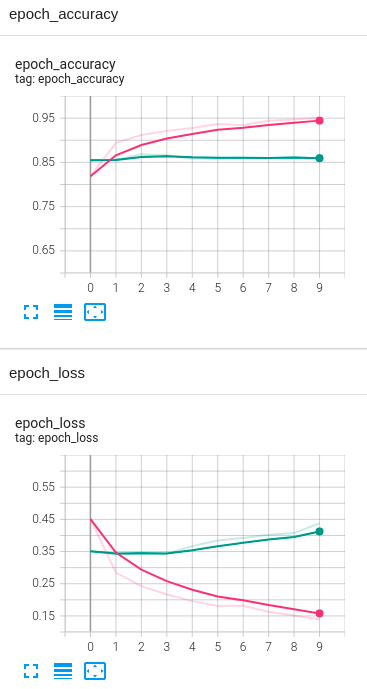 epoch_accuracy
epoch_accuracy
tag: epoch_accuracy
0.95
0.85
0.75
0.65
0 1 2 3 4 5 6 7 8 9
epoch_loss
epoch_loss
tag: epoch_loss
0.55
0.45
0.35
0.25
0.15
0 1 2 3 4 5 6 7 8 9